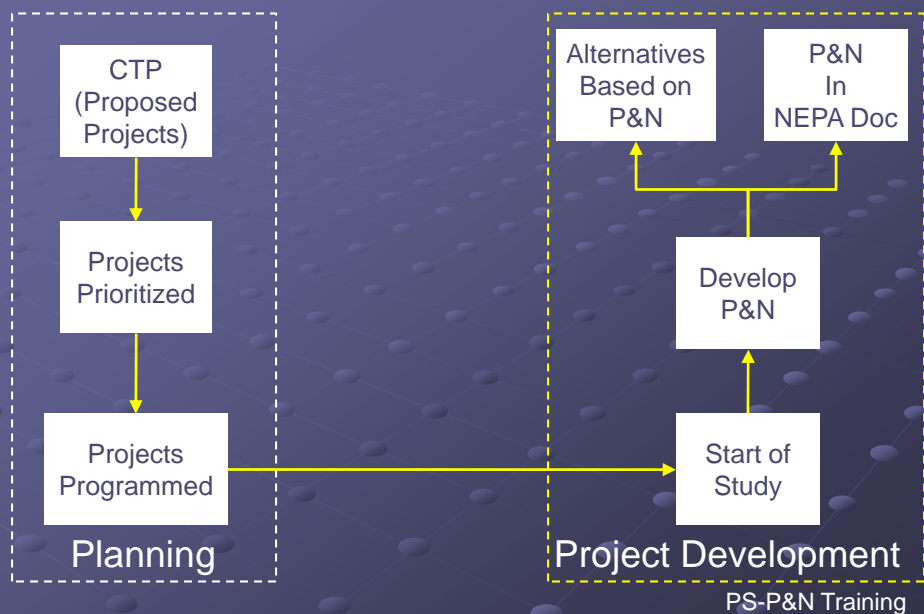 CTP
(Proposed
Projects)
Projects
Prioritized
Projects
Programmed
Planning
Alternatives
Based on
P&N
P&N
In
NEPA Doc
Develop
P&N
Start of
Study
Project Development
PS-P&N Training